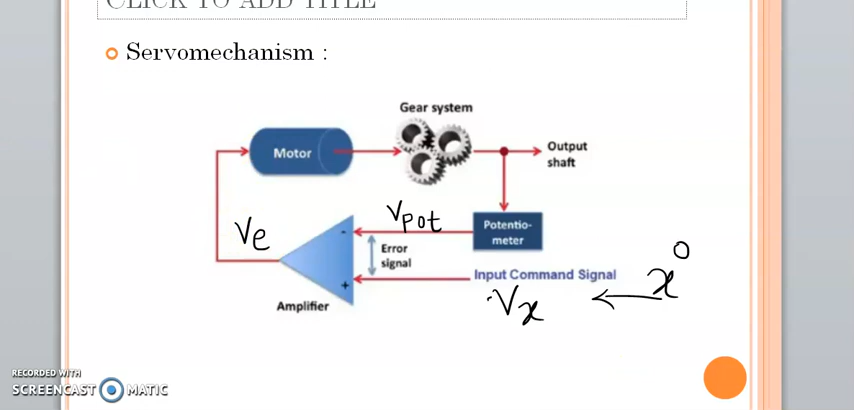 CLICK TO ADD TITLE
Servomechanism :
Gear system
Motor
Output
shaft
Vpot
Ve
Potentio-
meter
Error
signal
-
+
Input Command Signal
Vx ← x°
Amplifier
RECORDED WITH
SCREENCAST MATIC